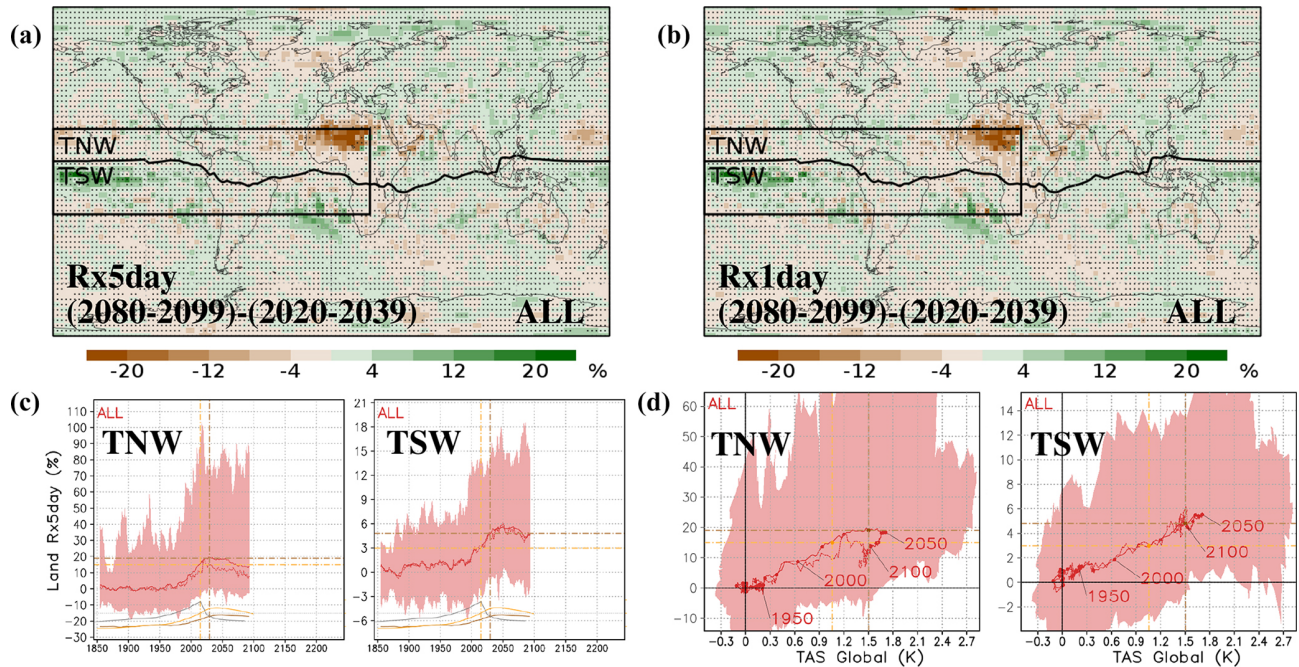 (a)
TNW
TSW
Rx5day
(2080-2099)-(2020-2039)
ALL
-20 -12 -4 4 12 20 %
(b)
TNW
TSW
Rx1day
(2080-2099)-(2020-2039)
ALL
-20 -12 -4 4 12 20 %
(c)
Land Rx5day (%)
ALL
TNW
110
100
90
80
70
60
50
40
30
20
10
0
-10
-20
-30
1850 1900 1950 2000 2050 2100 2150 2200
ALL
TSW
21
18
15
12
9
6
3
0
-3
-6
1850 1900 1950 2000 2050 2100 2150 2200
(d)
ALL
TNW
60
50
40
30
20
10
0
-10
2050
2100
2000
1950
-0.3 0 0.3 0.6 0.9 1.2 1.5 1.8 2.1 2.4 2.7
TAS Global (K)
ALL
TSW
14
12
10
8
6
4
2
0
-2
2050
2100
2000
1950
-0.3 0 0.3 0.6 0.9 1.2 1.5 1.8 2.1 2.4 2.7
TAS Global (K)